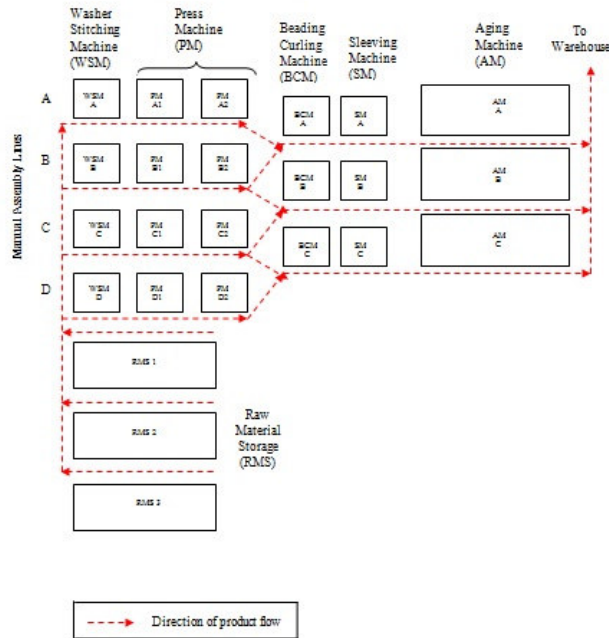 Washer
Stitching
Machine
(WSM)
Press
Machine
(PM)
Beading
Curling
Machine
(BCM)
Sleeving
Machine
(SM)
Aging
Machine
(AM)
To
Warehouse
Manual Assembly Lines
A
WSM
A
PM
A1
PM
A2
BCM
A
SM
A
AM
A
B
WSM
B
PM
B1
PM
B2
BCM
B
SM
B
AM
B
C
WSM
C
PM
C1
PM
C2
BCM
C
SM
C
AM
C
D
WSM
D
PM
D1
PM
D2
RMS 1
RMS 2
Raw
Material
Storage
(RMS)
RMS 3
Direction of product flow